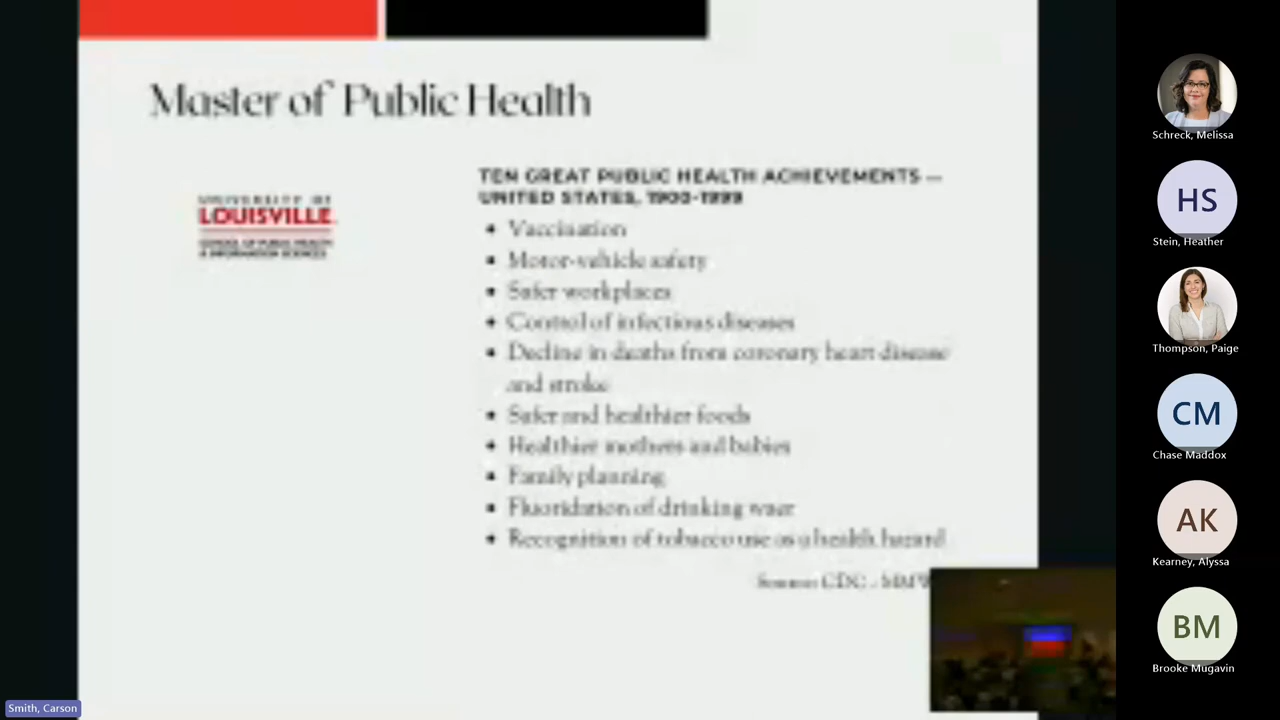 Master of Public Health
UNIVERSITY OF
LOUISVILLE
SCHOOL OF PUBLIC HEALTH
& INFORMATION SCIENCES
TEN GREAT PUBLIC HEALTH ACHIEVEMENTS —
UNITED STATES, 1900-1999
• Vaccination
• Motor-vehicle safety
• Safer workplaces
• Control of infectious diseases
• Decline in deaths from coronary heart disease
and stroke
• Safer and healthier foods
• Healthier mothers and babies
• Family planning
• Fluoridation of drinking
• Recognition of tobacco use as a health hazard
Source: CDC
Schreck, Melissa
HS
Stein, Heather
Thompson, Paige
CM
Chase Maddox
AK
Kearney, Alyssa
BM
Brooke Mugavin
Smith, Carson